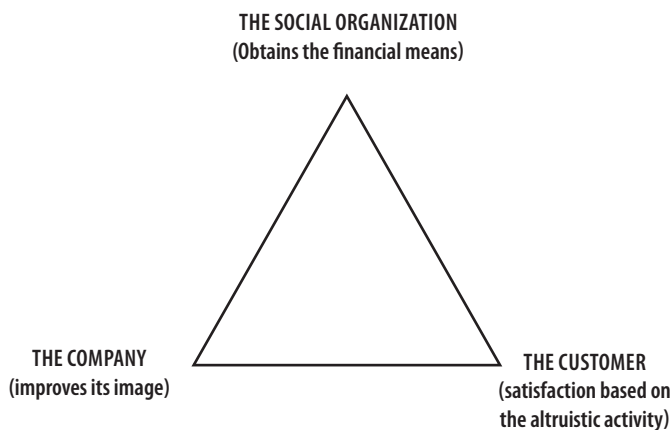 THE SOCIAL ORGANIZATION
(Obtains the financial means)
THE COMPANY
(improves its image)
THE CUSTOMER
(satisfaction based on
the altruistic activity)